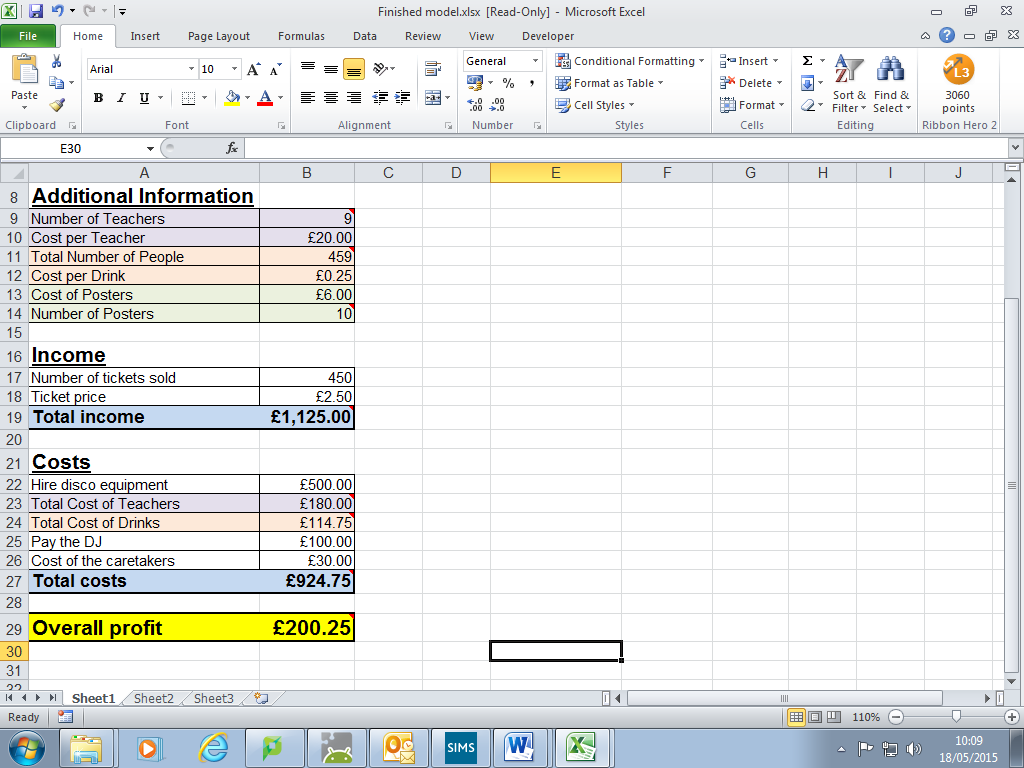 Finished model.xlsx [Read-Only] - Microsoft Excel
File Home Insert Page Layout Formulas Data Review View Developer
Paste
Clipboard
Arial 10
B I U
Font
Alignment
General
% ,
Number
Conditional Formatting
Format as Table
Cell Styles
Styles
Insert
Delete
Format
Cells
Σ
Sort & Filter
Find & Select
Editing
L3
3060 points
Ribbon Hero 2
E30 fx
A B C D E F G H I J
8 Additional Information
9 Number of Teachers 9
10 Cost per Teacher £20.00
11 Total Number of People 459
12 Cost per Drink £0.25
13 Cost of Posters £6.00
14 Number of Posters 10
15
16 Income
17 Number of tickets sold 450
18 Ticket price £2.50
19 Total income £1,125.00
20
21 Costs
22 Hire disco equipment £500.00
23 Total Cost of Teachers £180.00
24 Total Cost of Drinks £114.75
25 Pay the DJ £100.00
26 Cost of the caretakers £30.00
27 Total costs £924.75
28
29 Overall profit £200.25
30
31
32
Sheet1 Sheet2 Sheet3
Ready 110%
SIMS
10:09
18/05/2015